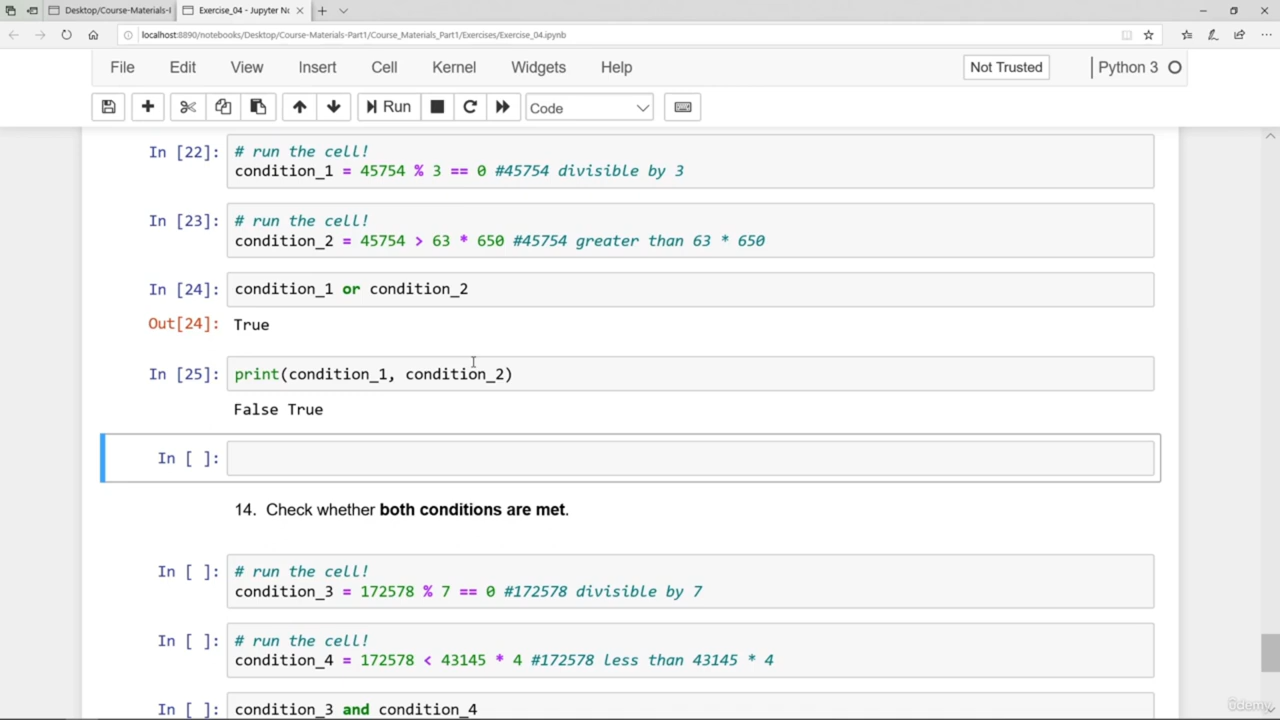 Desktop/Course-Materials-F
Exercise_04 - Jupyter No
localhost:8890/notebooks/Desktop/Course-Materials-Part1/Course_Materials_Part1/Exercises/Exercise_04.ipynb
File Edit View Insert Cell Kernel Widgets Help Not Trusted Python 3
Run Code
In [22]: # run the cell!
condition_1 = 45754 % 3 == 0 #45754 divisible by 3
In [23]: # run the cell!
condition_2 = 45754 > 63 * 650 #45754 greater than 63 * 650
In [24]: condition_1 or condition_2
Out[24]: True
In [25]: print(condition_1, condition_2)
False True
In [ ]:
14. Check whether both conditions are met.
In [ ]: # run the cell!
condition_3 = 172578 % 7 == 0 #172578 divisible by 7
In [ ]: # run the cell!
condition_4 = 172578 < 43145 * 4 #172578 less than 43145 * 4
In [ ]: condition_3 and condition_4
ûdemy